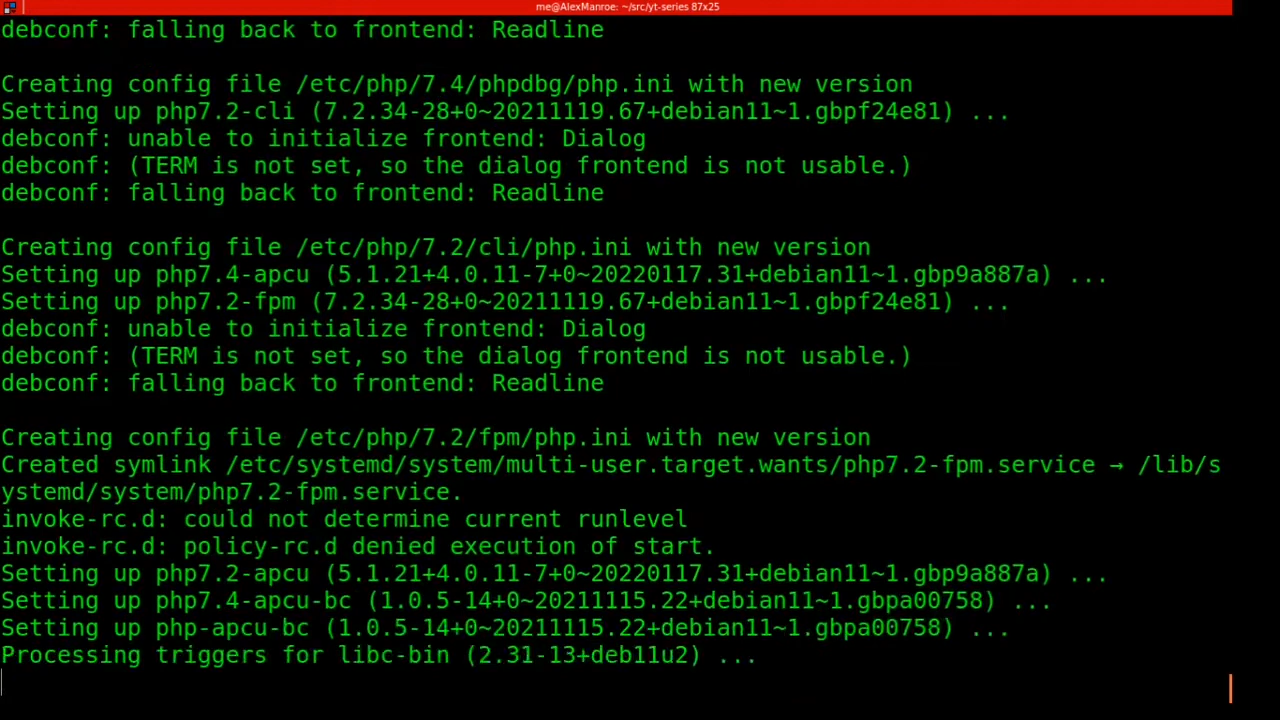 me@AlexManroe: ~/src/yt-series 87x25
debconf: falling back to frontend: Readline
Creating config file /etc/php/7.4/phpdbg/php.ini with new version
Setting up php7.2-cli (7.2.34-28+0~20211119.67+debian11~1.gbpf24e81) ...
debconf: unable to initialize frontend: Dialog
debconf: (TERM is not set, so the dialog frontend is not usable.)
debconf: falling back to frontend: Readline
Creating config file /etc/php/7.2/cli/php.ini with new version
Setting up php7.4-apcu (5.1.21+4.0.11-7+0~20220117.31+debian11~1.gbp9a887a) ...
Setting up php7.2-fpm (7.2.34-28+0~20211119.67+debian11~1.gbpf24e81) ...
debconf: unable to initialize frontend: Dialog
debconf: (TERM is not set, so the dialog frontend is not usable.)
debconf: falling back to frontend: Readline
Creating config file /etc/php/7.2/fpm/php.ini with new version
Created symlink /etc/systemd/system/multi-user.target.wants/php7.2-fpm.service → /lib/s
ystemd/system/php7.2-fpm.service.
invoke-rc.d: could not determine current runlevel
invoke-rc.d: policy-rc.d denied execution of start.
Setting up php7.2-apcu (5.1.21+4.0.11-7+0~20220117.31+debian11~1.gbp9a887a) ...
Setting up php7.4-apcu-bc (1.0.5-14+0~20211115.22+debian11~1.gbpa00758) ...
Setting up php-apcu-bc (1.0.5-14+0~20211115.22+debian11~1.gbpa00758) ...
Processing triggers for libc-bin (2.31-13+deb11u2) ...